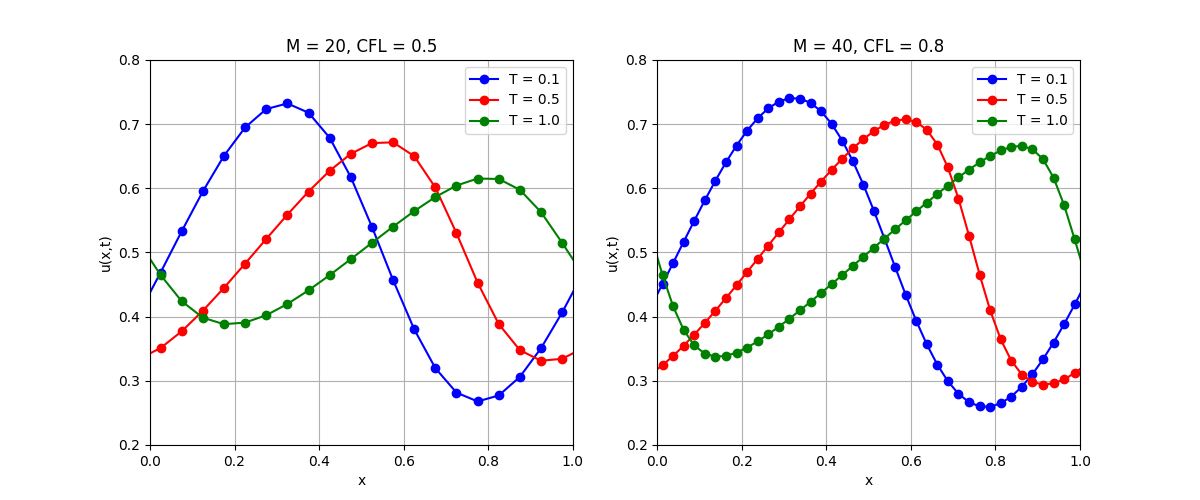 M = 20, CFL = 0.5
u(x,t)
0.8
0.7
0.6
0.5
0.4
0.3
0.2
0.0 0.2 0.4 0.6 0.8 1.0
x
T = 0.1
T = 0.5
T = 1.0
M = 40, CFL = 0.8
u(x,t)
0.8
0.7
0.6
0.5
0.4
0.3
0.2
0.0 0.2 0.4 0.6 0.8 1.0
x
T = 0.1
T = 0.5
T = 1.0